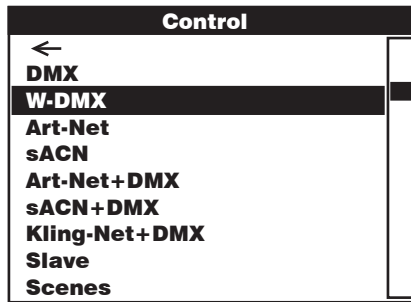 Control
←
DMX
W-DMX
Art-Net
sACN
Art-Net+DMX
sACN+DMX
Kling-Net+DMX
Slave
Scenes